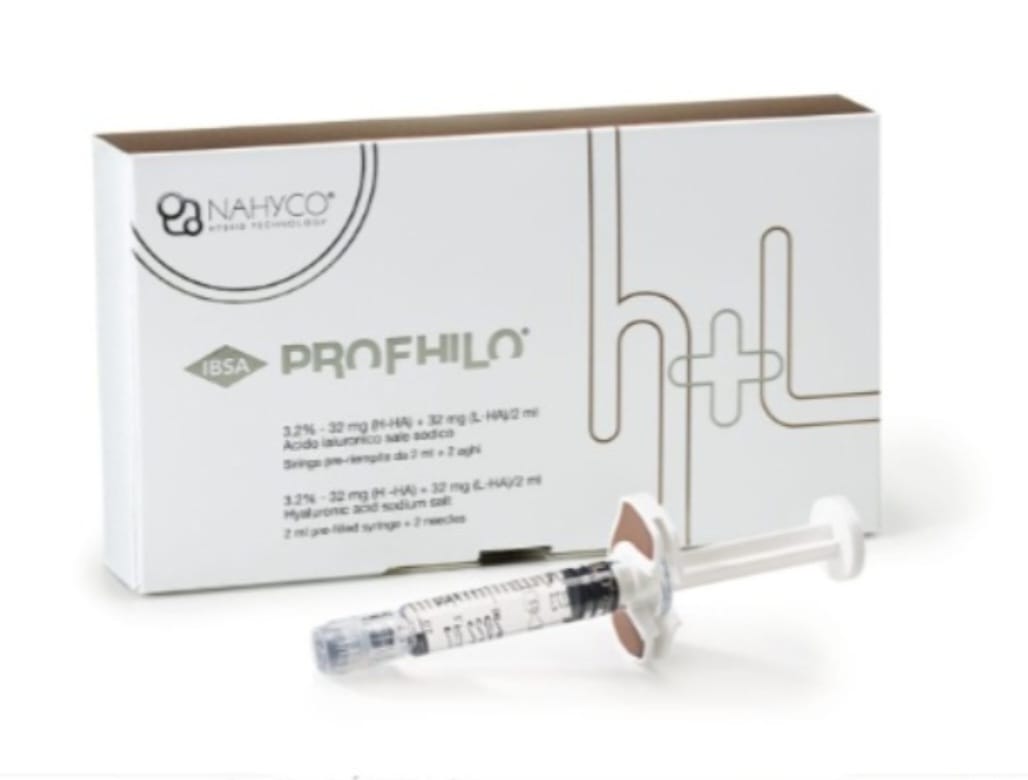 NAHYCO®
HYBRID TECHNOLOGY
IBSA PROFHILO®
h+L
3.2% - 32 mg (H-HA) + 32 mg (L-HA)/2 ml
Acido ialuronico sale sodico
Siringa pre-riempita da 2 ml + 2 aghi
3.2% - 32 mg (H-HA) + 32 mg (L-HA)/2 ml
Hyaluronic acid sodium salt
2 ml pre-filled syringe + 2 needles